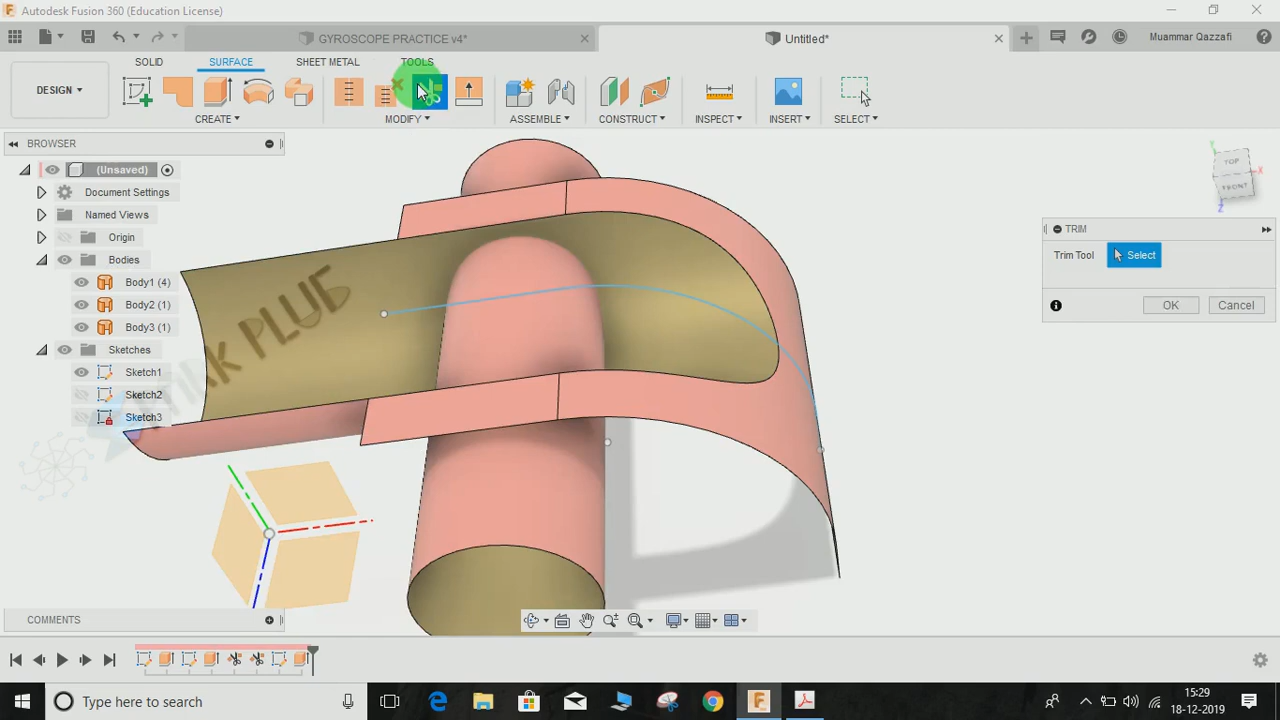 Autodesk Fusion 360 (Education License)
GYROSCOPE PRACTICE v4*
Untitled*
Muammar Qazzafi
SOLID
SURFACE
SHEET METAL
TOOLS
DESIGN
CREATE
MODIFY
ASSEMBLE
CONSTRUCT
INSPECT
INSERT
SELECT
BROWSER
(Unsaved)
Document Settings
Named Views
Origin
Bodies
Body1 (4)
Body2 (1)
Body3 (1)
Sketches
Sketch1
Sketch2
Sketch3
TOP
FRONT
Y
X
Z
TRIM
Trim Tool
Select
OK
Cancel
COMMENTS
Type here to search
15:29
18-12-2019